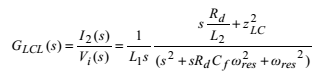 G_{LCL}(s) = \frac{I_2(s)}{V_i(s)} = \frac{1}{L_1 s} \frac{s\frac{R_d}{L_2} + z_{LC}^2}{(s^2 + sR_d C_f \omega_{res}^2 + \omega_{res}{}^2)}